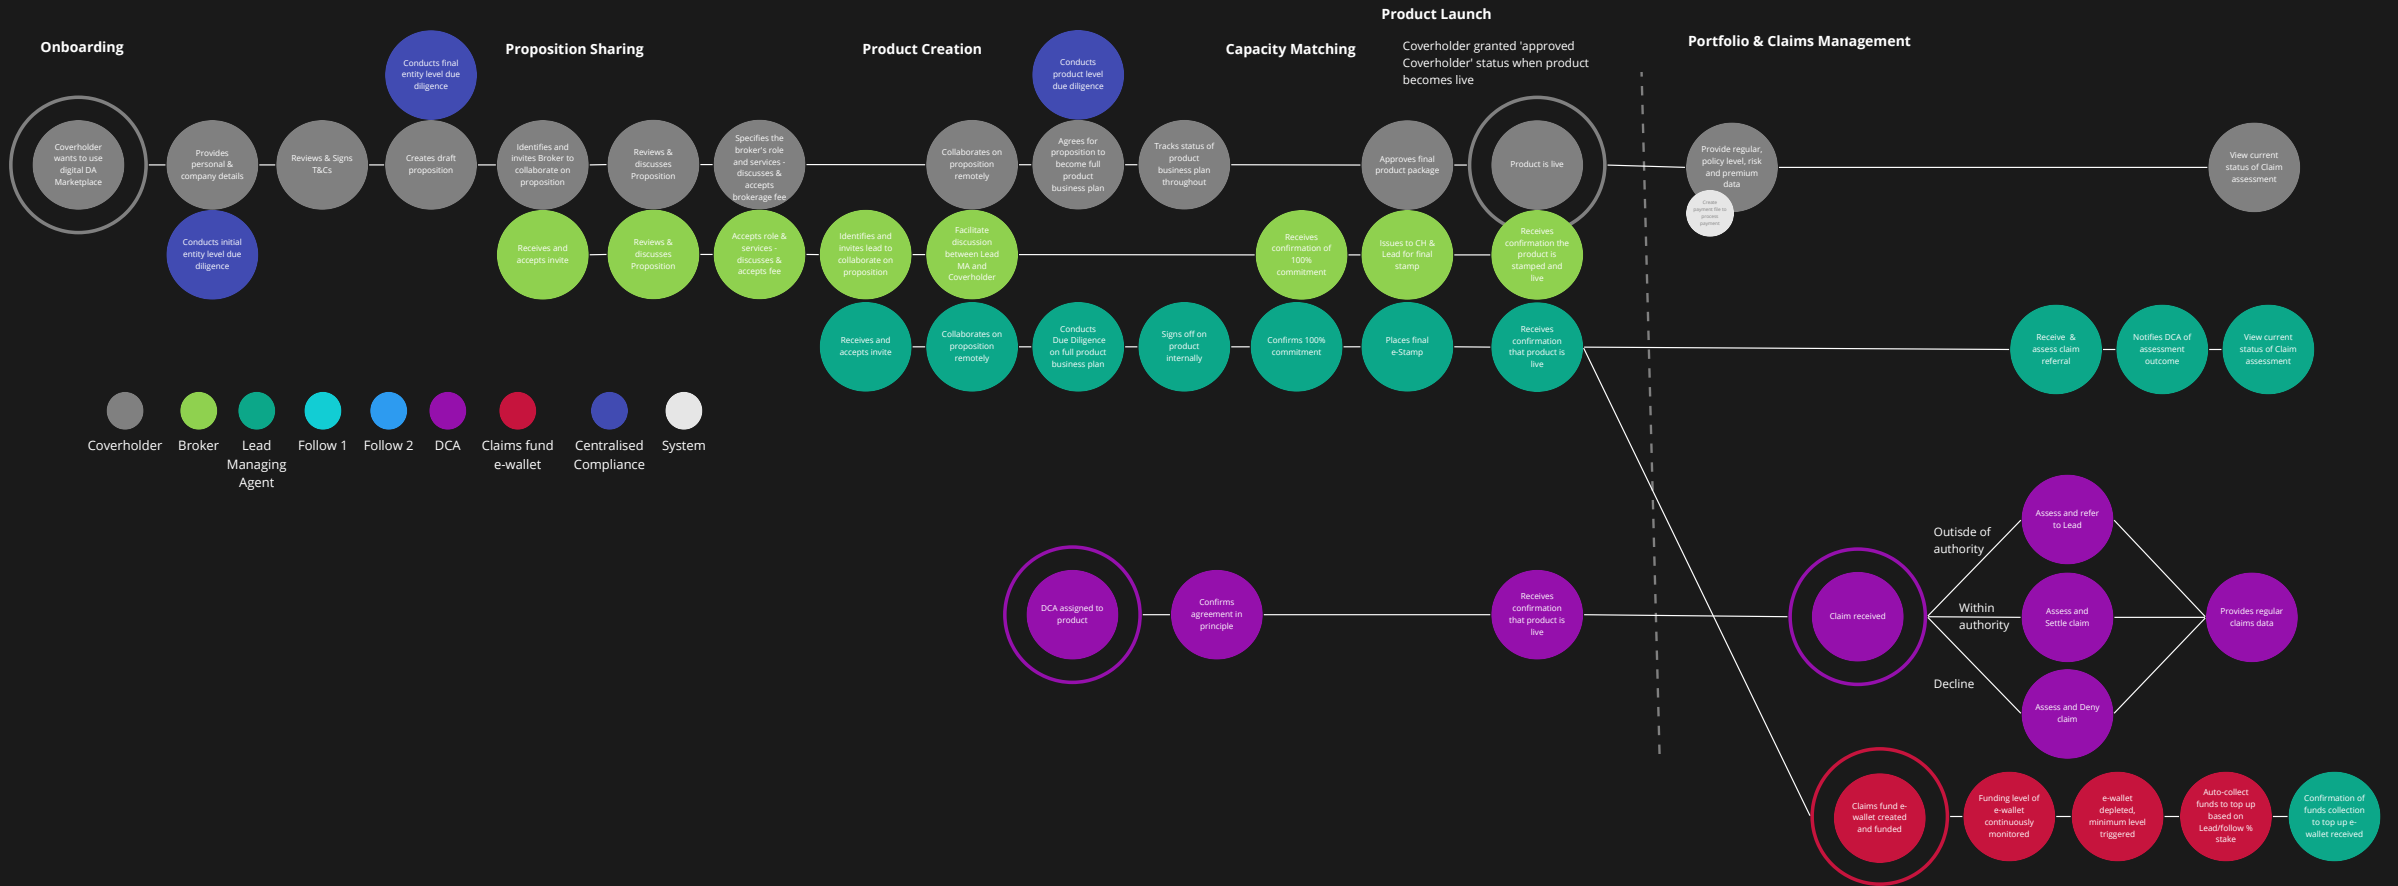 Onboarding
Proposition Sharing
Product Creation
Capacity Matching
Product Launch
Coverholder granted 'approved
Coverholder' status when product
becomes live
Portfolio & Claims Management
Conducts final
entity level due
diligence
Conducts
product level
due diligence
Coverholder
wants to use
digital DA
Marketplace
Provides
personal &
company details
Reviews & Signs
T&Cs
Creates draft
proposition
Identifies and
invites Broker to
collaborate on
proposition
Reviews &
discusses
Proposition
Specifies the
broker's role
and services -
discusses &
accepts
brokerage fee
Collaborates on
proposition
remotely
Agrees for
proposition to
become full
product
business plan
Tracks status of
product
business plan
throughout
Approves final
product package
Product is live
Provide regular,
policy level, risk
and premium
data
Create
payment file to
process
payment
View current
status of Claim
assessment
Conducts initial
entity level due
diligence
Receives and
accepts invite
Reviews &
discusses
Proposition
Accepts role &
services -
discusses &
accepts fee
Identifies and
invites lead to
collaborate on
proposition
Facilitate
discussion
between Lead
MA and
Coverholder
Receives
confirmation of
100%
commitment
Issues to CH &
Lead for final
stamp
Receives
confirmation the
product is
stamped and
live
Receives and
accepts invite
Collaborates on
proposition
remotely
Conducts
Due Diligence
on full product
business plan
Signs off on
product
internally
Confirms 100%
commitment
Places final
e-Stamp
Receives
confirmation
that product is
live
Receive &
assess claim
referral
Notifies DCA of
assessment
outcome
View current
status of Claim
assessment
Coverholder
Broker
Lead
Managing
Agent
Follow 1
Follow 2
DCA
Claims fund
e-wallet
Centralised
Compliance
System
DCA assigned to
product
Confirms
agreement in
principle
Receives
confirmation
that product is
live
Claim received
Outisde of
authority
Within
authority
Decline
Assess and refer
to Lead
Assess and
Settle claim
Assess and Deny
claim
Provides regular
claims data
Claims fund e-
wallet created
and funded
Funding level of
e-wallet
continuously
monitored
e-wallet
depleted,
minimum level
triggered
Auto-collect
funds to top up
based on
Lead/follow %
stake
Confirmation of
funds collection
to top up e-
wallet received